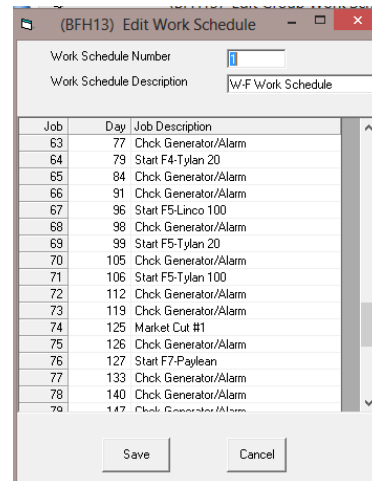 (BFH13) Edit Work Schedule
Work Schedule Number 1
Work Schedule Description W-F Work Schedule
Job Day Job Description
63 77 Chck Generator/Alarm
64 79 Start F4-Tylan 20
65 84 Chck Generator/Alarm
66 91 Chck Generator/Alarm
67 96 Start F5-Linco 100
68 98 Chck Generator/Alarm
69 99 Start F5-Tylan 20
70 105 Chck Generator/Alarm
71 106 Start F5-Tylan 100
72 112 Chck Generator/Alarm
73 119 Chck Generator/Alarm
74 125 Market Cut #1
75 126 Chck Generator/Alarm
76 127 Start F7-Paylean
77 133 Chck Generator/Alarm
78 140 Chck Generator/Alarm
79 147 Chck Generator/Alarm
Save Cancel